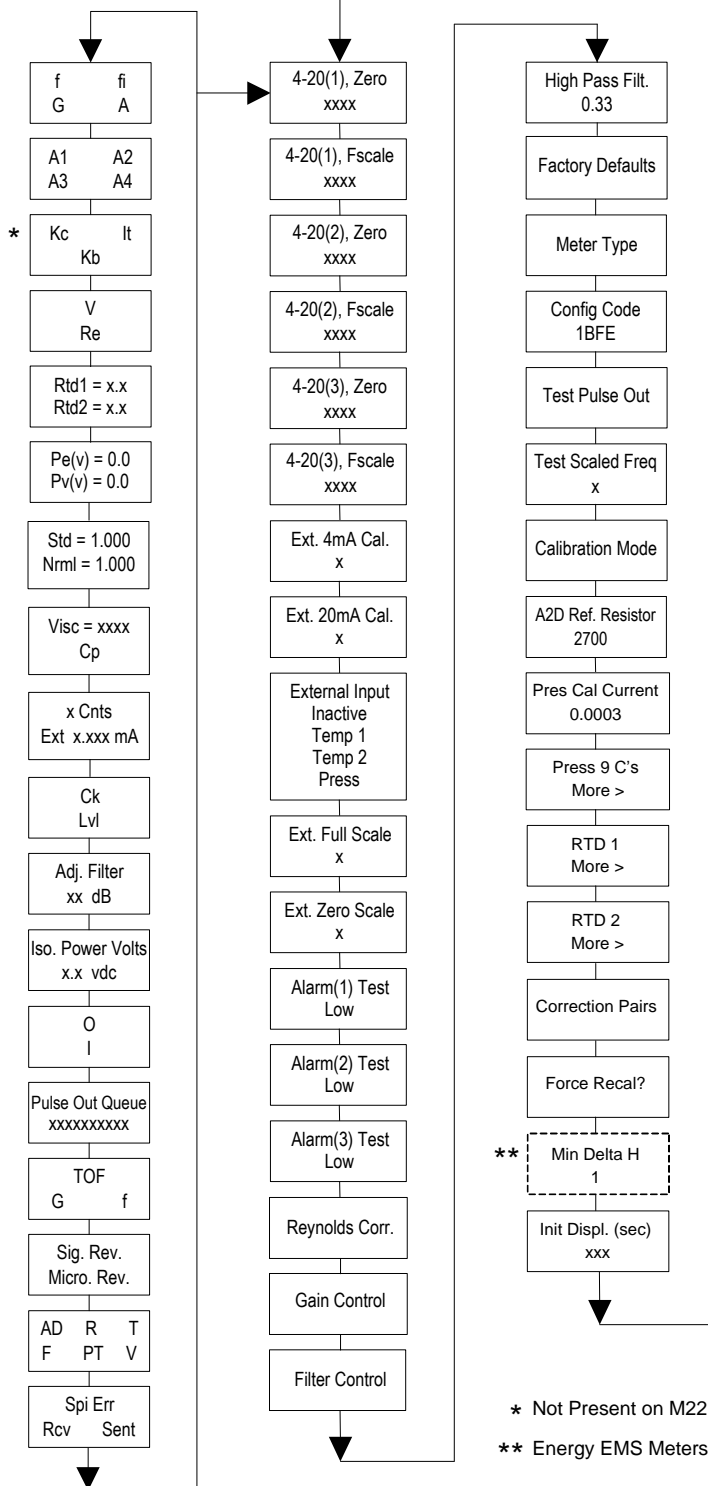 f fi
G A
A1 A2
A3 A4
* Kc It
Kb
V
Re
Rtd1 = x.x
Rtd2 = x.x
Pe(v) = 0.0
Pv(v) = 0.0
Std = 1.000
Nrml = 1.000
Visc = xxxx
Cp
x Cnts
Ext x.xxx mA
Ck
Lvl
Adj. Filter
xx dB
Iso. Power Volts
x.x vdc
O
I
Pulse Out Queue
xxxxxxxxxx
TOF
G f
Sig. Rev.
Micro. Rev.
AD R T
F PT V
Spi Err
Rcv Sent
4-20(1), Zero
xxxx
4-20(1), Fscale
xxxx
4-20(2), Zero
xxxx
4-20(2), Fscale
xxxx
4-20(3), Zero
xxxx
4-20(3), Fscale
xxxx
Ext. 4mA Cal.
x
Ext. 20mA Cal.
x
External Input
Inactive
Temp 1
Temp 2
Press
Ext. Full Scale
x
Ext. Zero Scale
x
Alarm(1) Test
Low
Alarm(2) Test
Low
Alarm(3) Test
Low
Reynolds Corr.
Gain Control
Filter Control
High Pass Filt.
0.33
Factory Defaults
Meter Type
Config Code
1BFE
Test Pulse Out
Test Scaled Freq
x
Calibration Mode
A2D Ref. Resistor
2700
Pres Cal Current
0.0003
Press 9 C's
More >
RTD 1
More >
RTD 2
More >
Correction Pairs
Force Recal?
** Min Delta H
1
Init Displ. (sec)
xxx
* Not Present on M22
** Energy EMS Meters